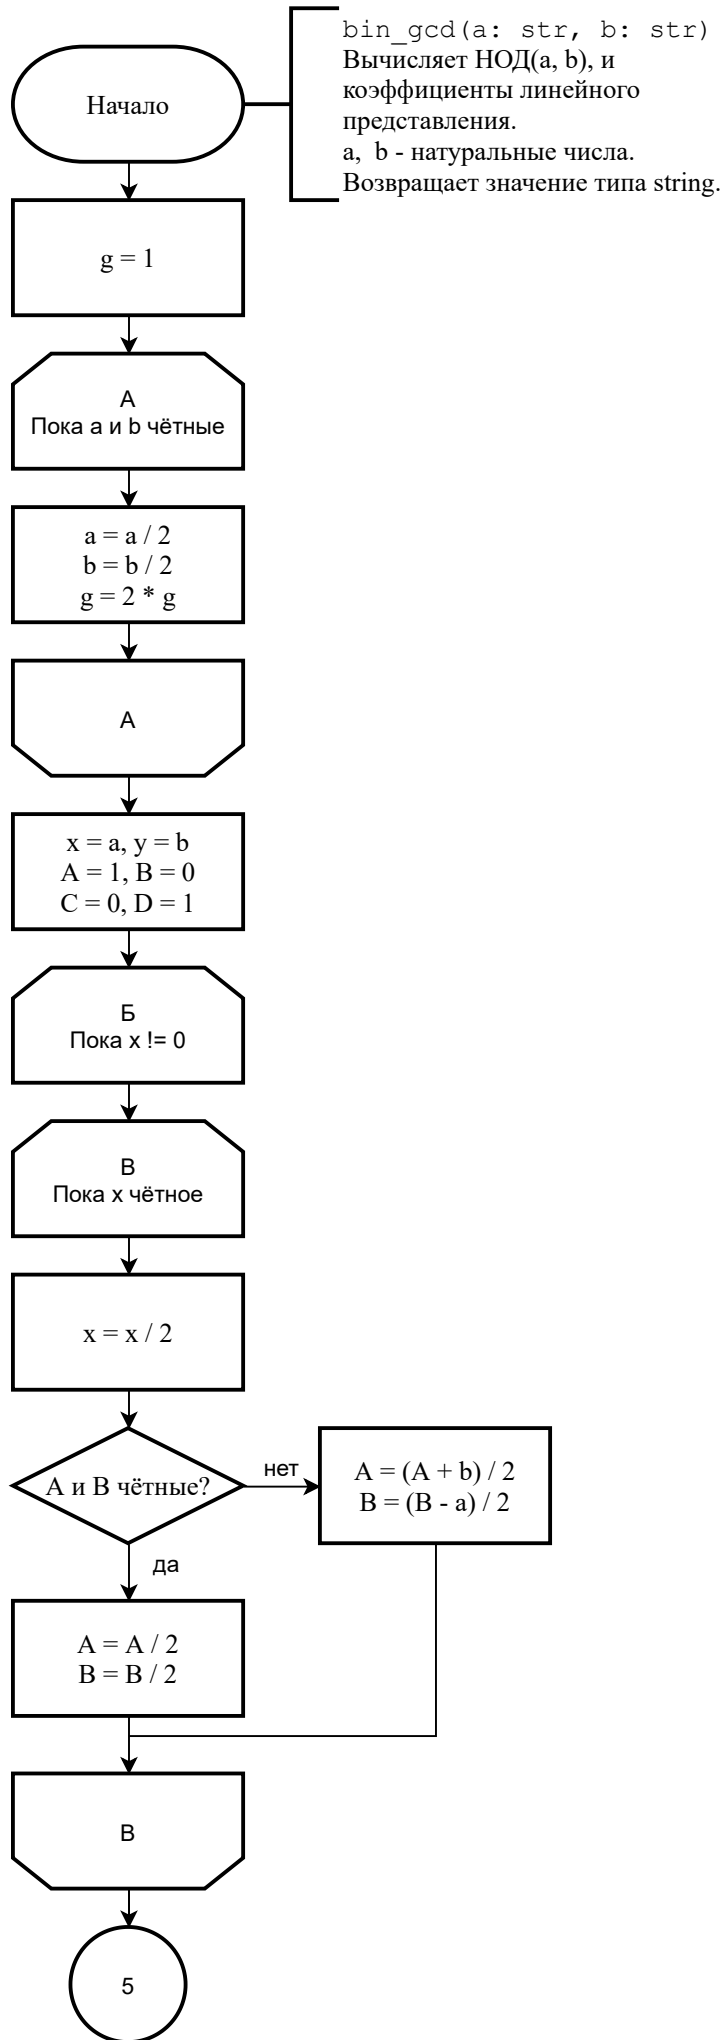 bin_gcd(a: str, b: str)
Вычисляет НОД(a, b), и
коэффициенты линейного
представления.
a, b - натуральные числа.
Возвращает значение типа string.
Начало
g = 1
А
Пока a и b чётные
a = a / 2
b = b / 2
g = 2 * g
А
x = a, y = b
A = 1, B = 0
C = 0, D = 1
Б
Пока x != 0
В
Пока x чётное
x = x / 2
A и B чётные?
нет
A = (A + b) / 2
B = (B - a) / 2
да
A = A / 2
B = B / 2
В
5